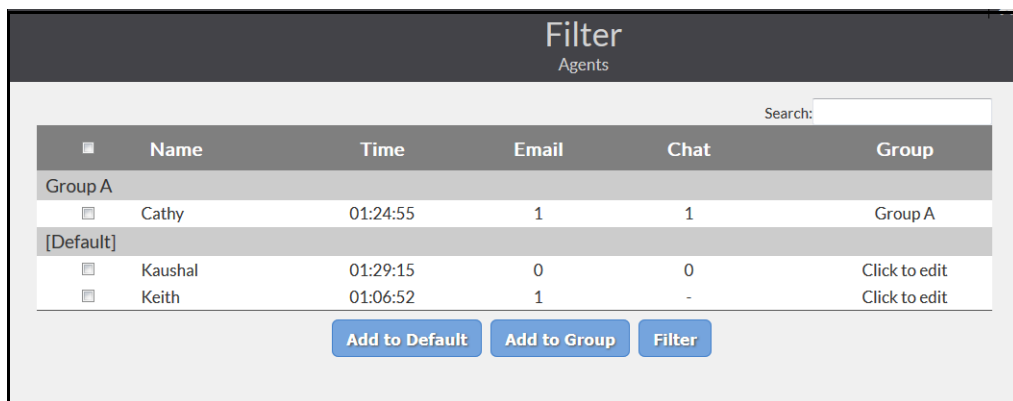 Filter
Agents
Search:
Name Time Email Chat Group
Group A
Cathy 01:24:55 1 1 Group A
[Default]
Kaushal 01:29:15 0 0 Click to edit
Keith 01:06:52 1 - Click to edit
Add to Default Add to Group Filter